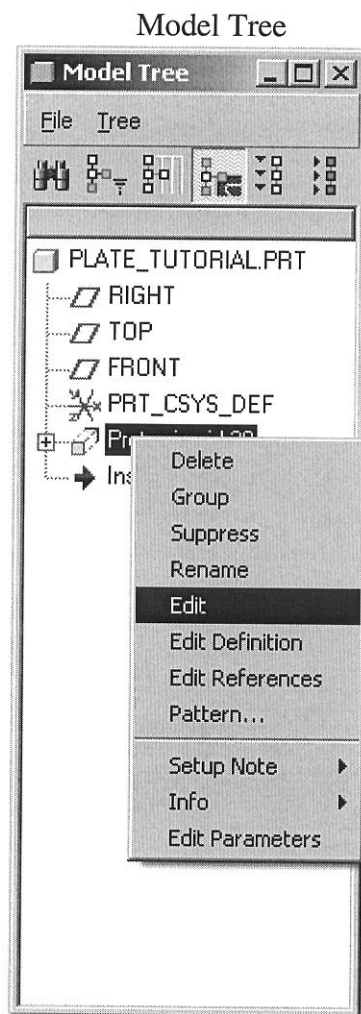 Model Tree
Model Tree
File Tree
PLATE_TUTORIAL.PRT
RIGHT
TOP
FRONT
PRT_CSYS_DEF
Delete
Group
Suppress
Rename
Edit
Edit Definition
Edit References
Pattern...
Setup Note
Info
Edit Parameters